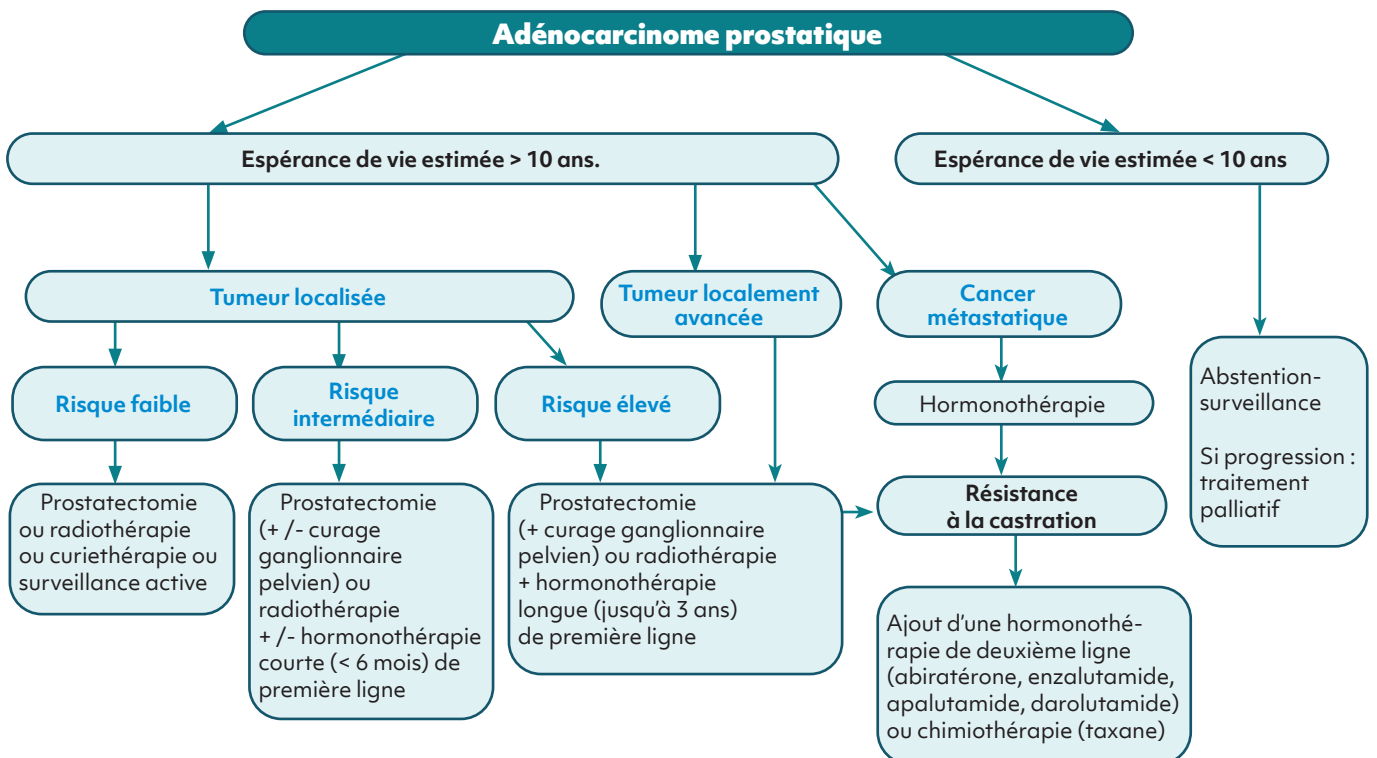 Adénocarcinome prostatique
Espérance de vie estimée > 10 ans.
Espérance de vie estimée < 10 ans
Tumeur localisée
Tumeur localement
avancée
Cancer
métastatique
Risque faible
Risque
intermédiaire
Risque élevé
Hormonothérapie
Abstention-
surveillance
Si progression :
traitement
palliatif
Prostatectomie
ou radiothérapie
ou curiethérapie ou
surveillance active
Prostatectomie
(+ /- curage
ganglionnaire
pelvien) ou
radiothérapie
+ /- hormonothérapie
courte (< 6 mois) de
première ligne
Prostatectomie
(+ curage ganglionnaire
pelvien) ou radiothérapie
+ hormonothérapie
longue (jusqu'à 3 ans)
de première ligne
Résistance
à la castration
Ajout d'une hormonothé-
rapie de deuxième ligne
(abiratérone, enzalutamide,
apalutamide, darolutamide)
ou chimiothérapie (taxane)